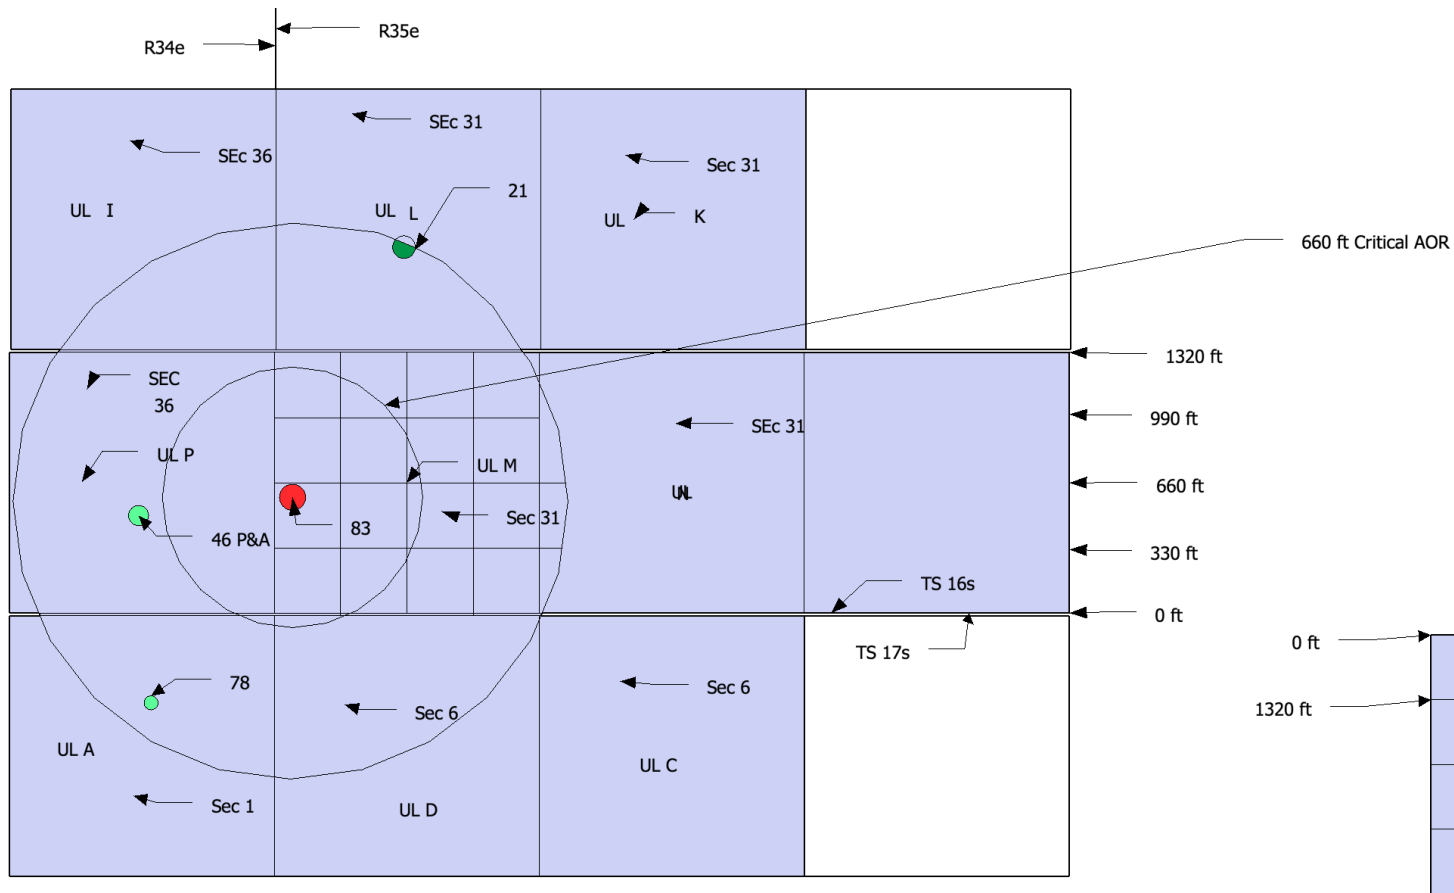 R35e
R34e
SEc 31
SEc 36
Sec 31
21
UL I
UL L
UL K
660 ft Critical AOR
1320 ft
SEC
36
990 ft
SEc 31
UL P
UL M
660 ft
UL N
Sec 31
83
46 P&A
330 ft
TS 16s
0 ft
0 ft
TS 17s
78
Sec 6
Sec 6
1320 ft
UL A
UL C
Sec 1
UL D